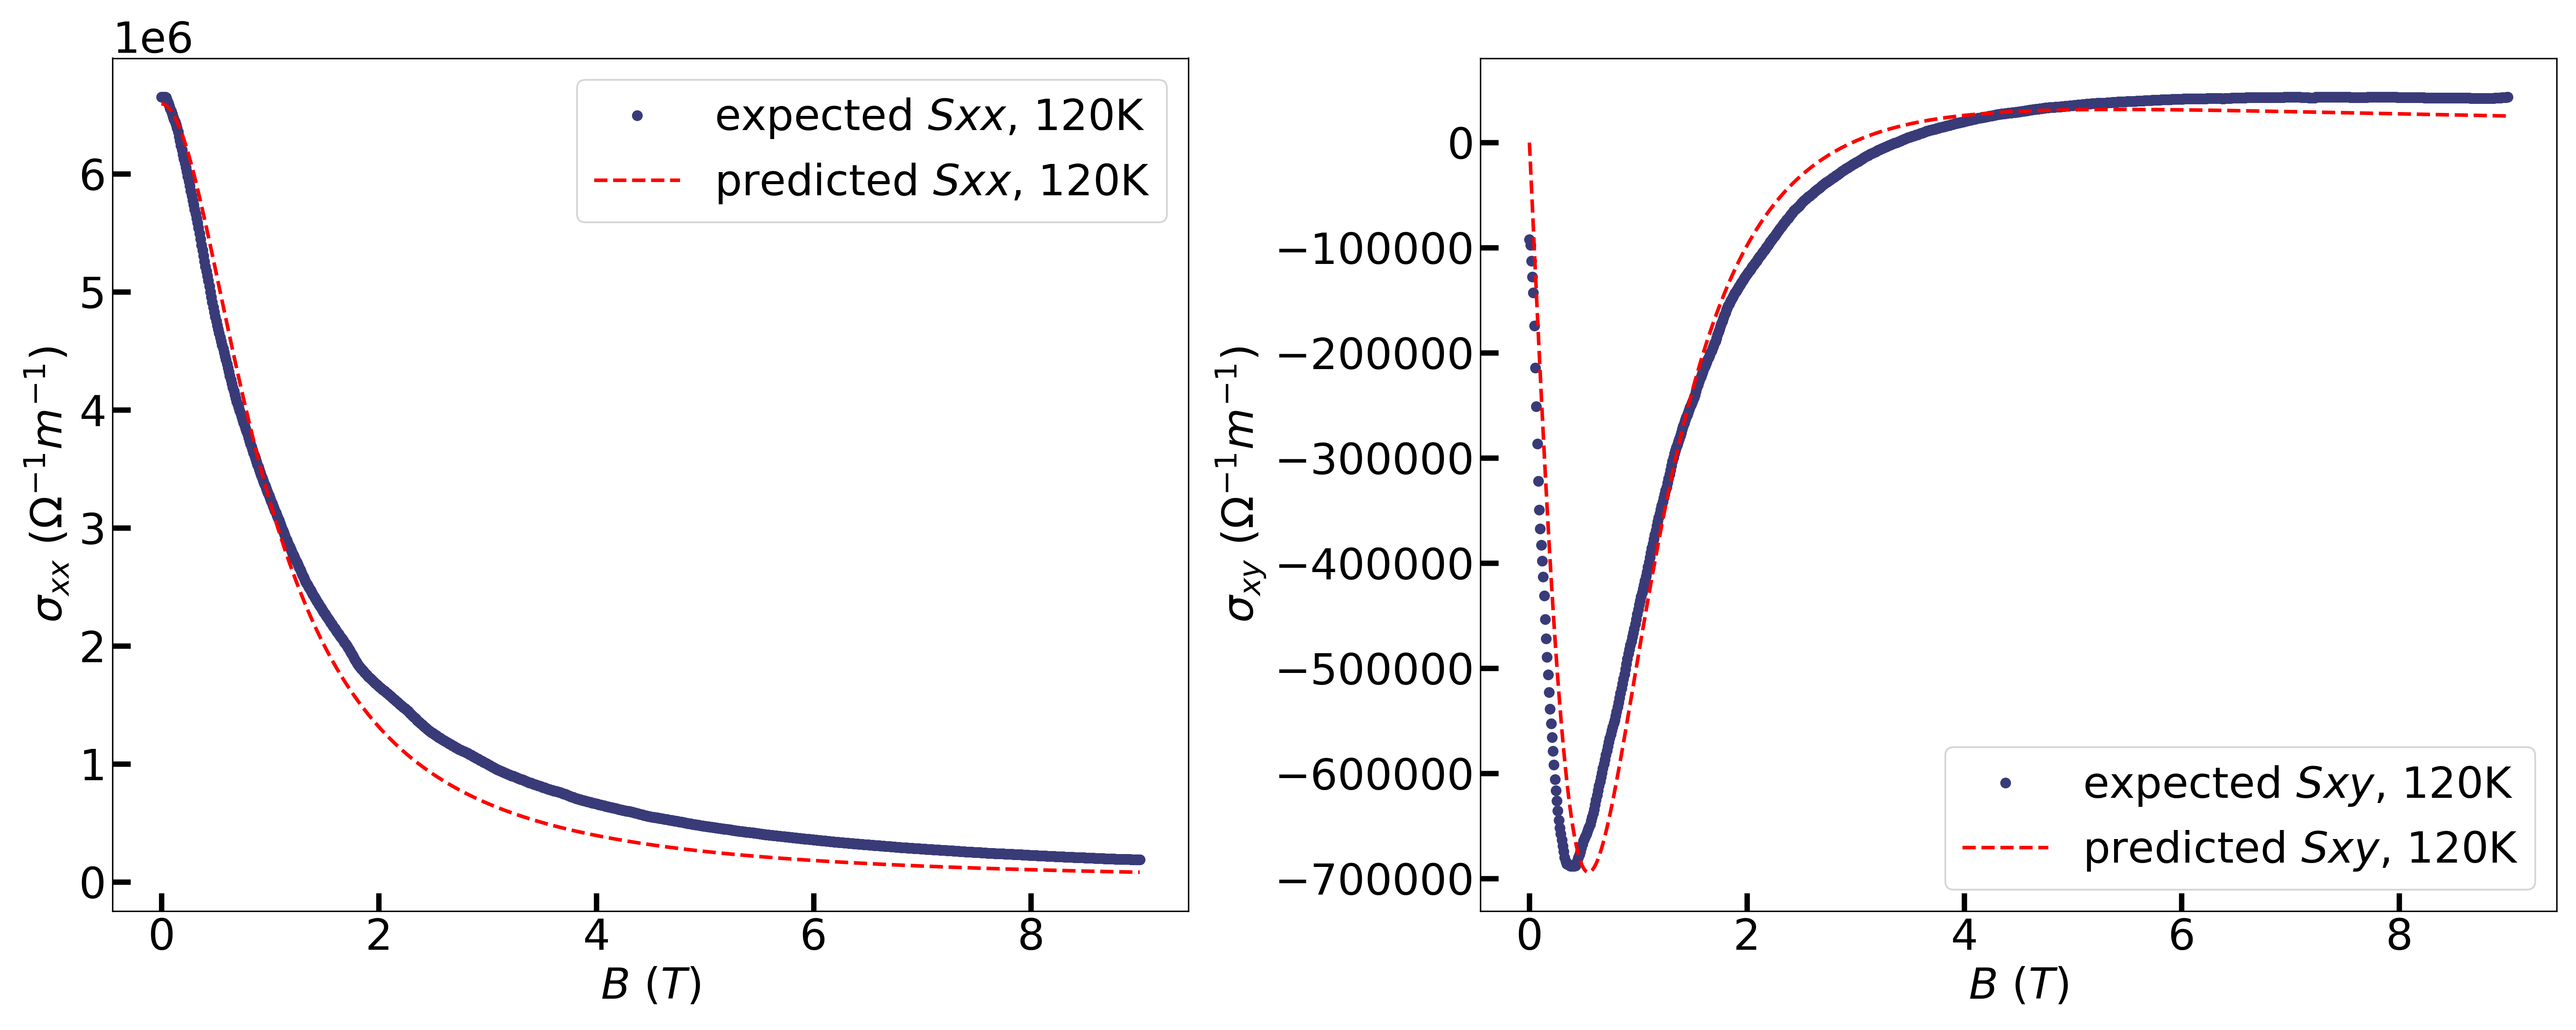 1e6
6
5
4
3
2
1
0
σxx (Ω⁻¹m⁻¹)
expected Sxx, 120K
predicted Sxx, 120K
0 2 4 6 8
B (T)
0
−100000
−200000
−300000
−400000
−500000
−600000
−700000
σxy (Ω⁻¹m⁻¹)
expected Sxy, 120K
predicted Sxy, 120K
0 2 4 6 8
B (T)